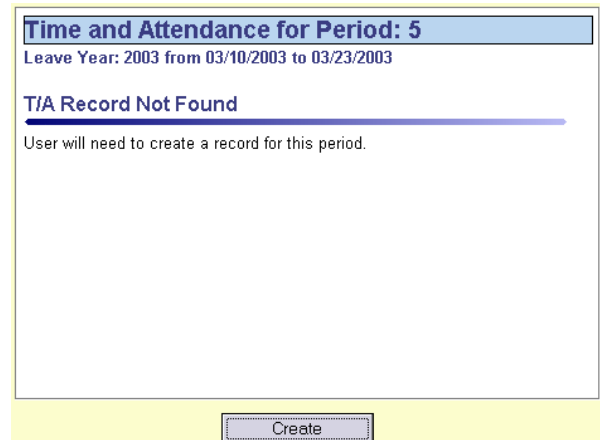 Time and Attendance for Period: 5
Leave Year: 2003 from 03/10/2003 to 03/23/2003
T/A Record Not Found
User will need to create a record for this period.
Create